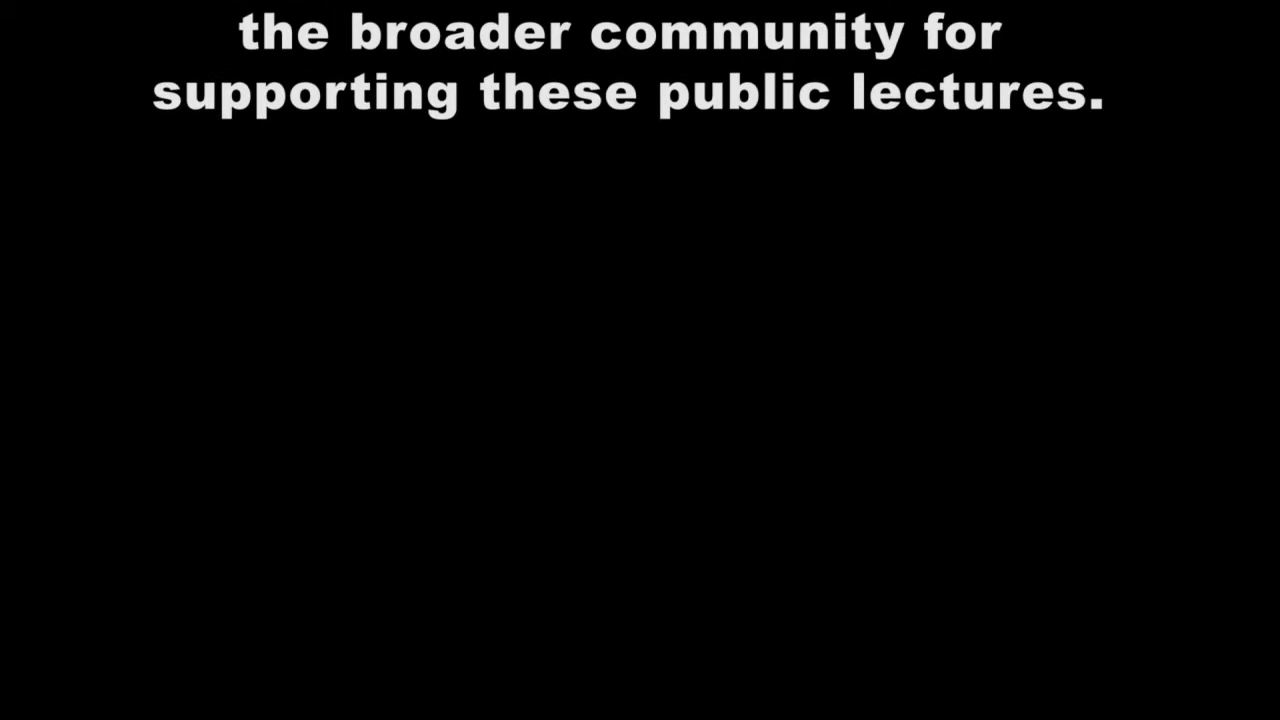 the broader community for
supporting these public lectures.